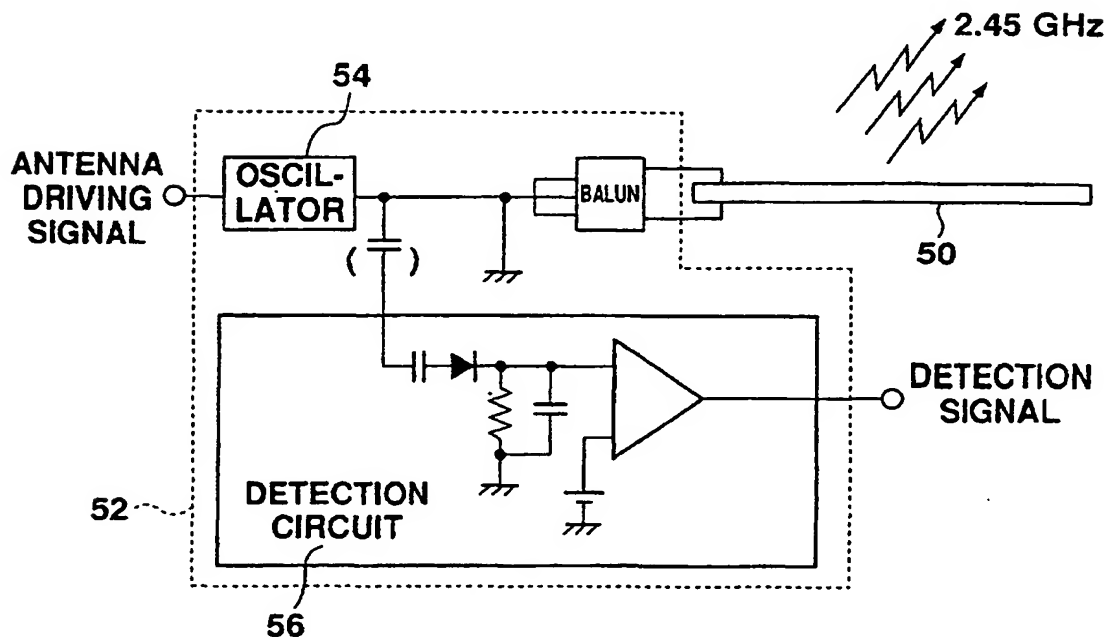 2.45 GHz
54
ANTENNA
DRIVING
SIGNAL
OSCIL-
LATOR
BALUN
50
( )
DETECTION
SIGNAL
52
DETECTION
CIRCUIT
56